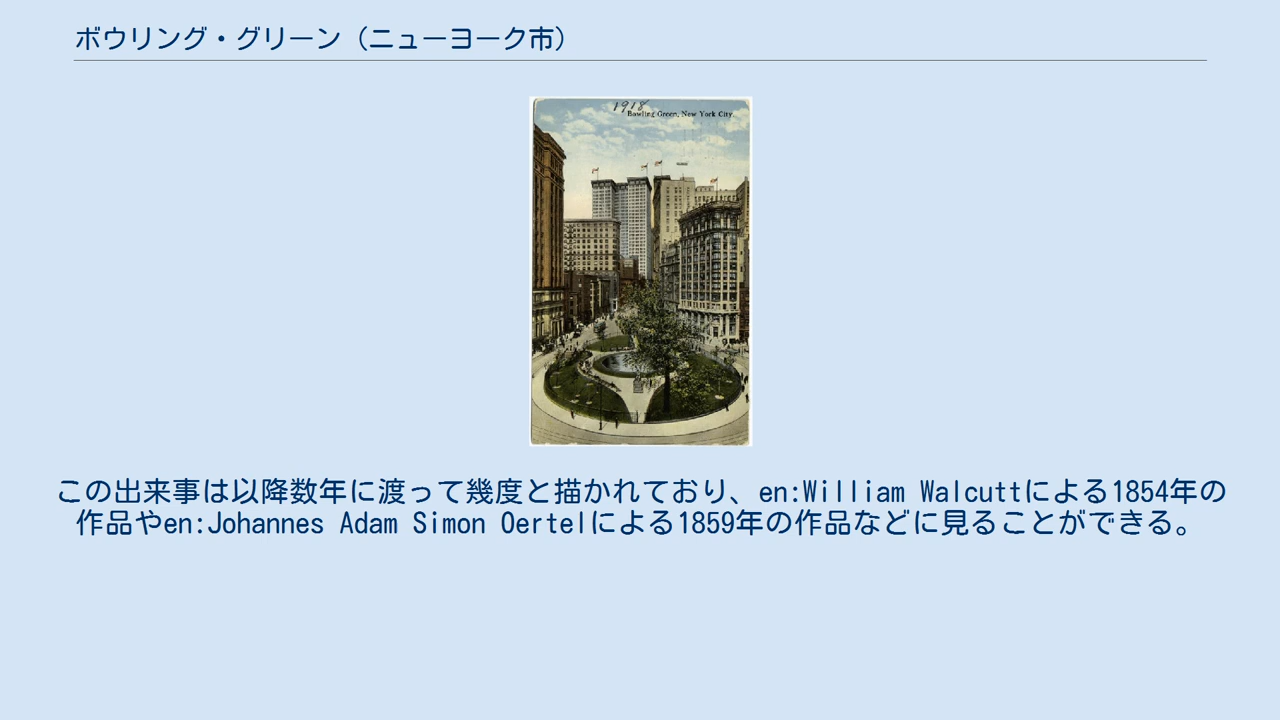 ボウリング・グリーン（ニューヨーク市）
1918
Bowling Green, New York City.
この出来事は以降数年に渡って幾度と描かれており、en:William Walcuttによる1854年の
作品やen:Johannes Adam Simon Oertelによる1859年の作品などに見ることができる。